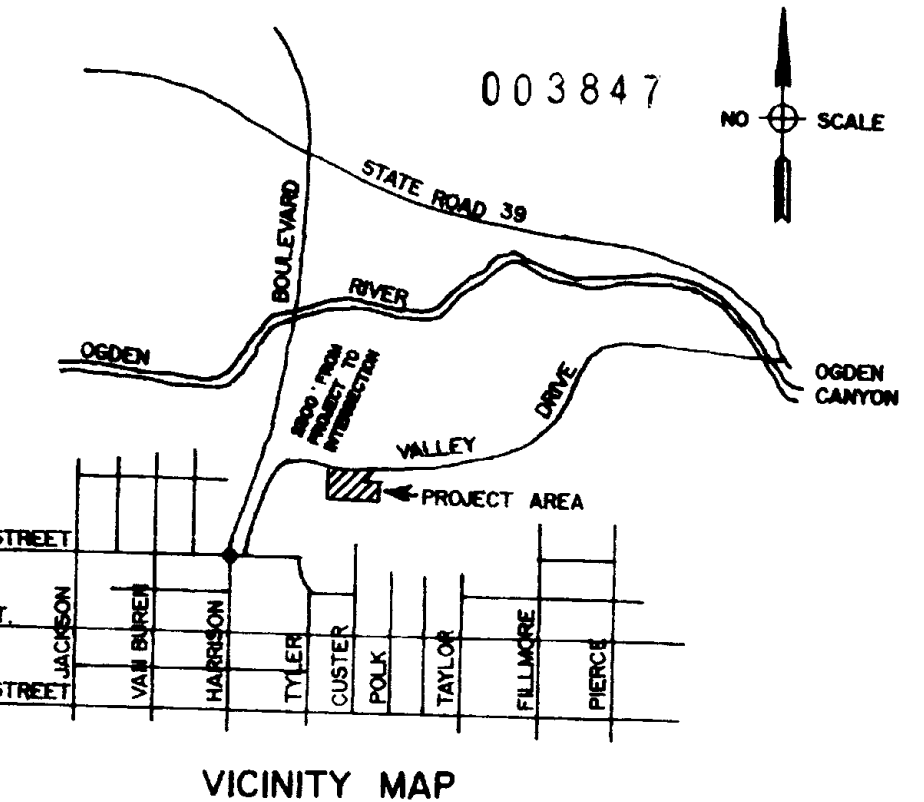 003847
NO SCALE
STATE ROAD 39
BOULEVARD
RIVER
OGDEN
FROM
PROJECT TO
INTERSECTION
DRIVE
OGDEN
CANYON
VALLEY
PROJECT AREA
STREET
T.
JACKSON
VAN BUREN
HARRISON
TYLER
CUSTER
POLK
TAYLOR
FILLMORE
PIERCE
STREET
VICINITY MAP